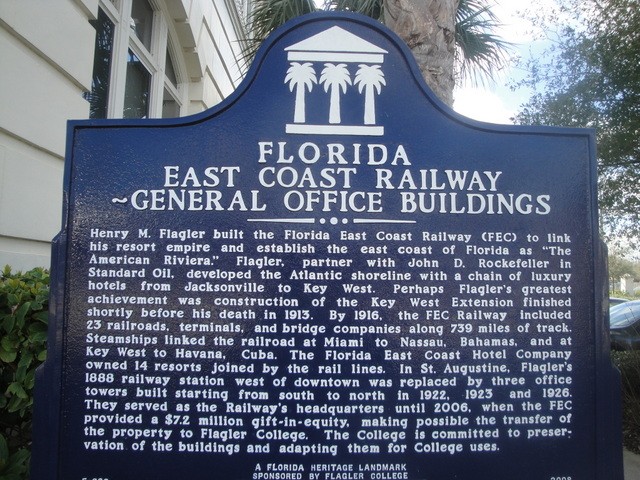 FLORIDA
EAST COAST RAILWAY
~GENERAL OFFICE BUILDINGS
Henry M. Flagler built the Florida East Coast Railway (FEC) to link
his resort empire and establish the east coast of Florida as "The
American Riviera." Flagler, partner with John D. Rockefeller in
Standard Oil, developed the Atlantic shoreline with a chain of luxury
hotels from Jacksonville to Key West. Perhaps Flagler's greatest
achievement was construction of the Key West Extension finished
shortly before his death in 1913. By 1916, the FEC Railway included
23 railroads, terminals, and bridge companies along 739 miles of track.
Steamships linked the railroad at Miami to Nassau, Bahamas, and at
Key West to Havana, Cuba. The Florida East Coast Hotel Company
owned 14 resorts joined by the rail lines. In St. Augustine, Flagler's
1888 railway station west of downtown was replaced by three office
towers built starting from south to north in 1922, 1923 and 1926.
They served as the Railway's headquarters until 2006, when the FEC
provided a $7.2 million gift-in-equity, making possible the transfer of
the property to Flagler College. The College is committed to preser-
vation of the buildings and adapting them for College uses.
A FLORIDA HERITAGE LANDMARK
SPONSORED BY FLAGLER COLLEGE